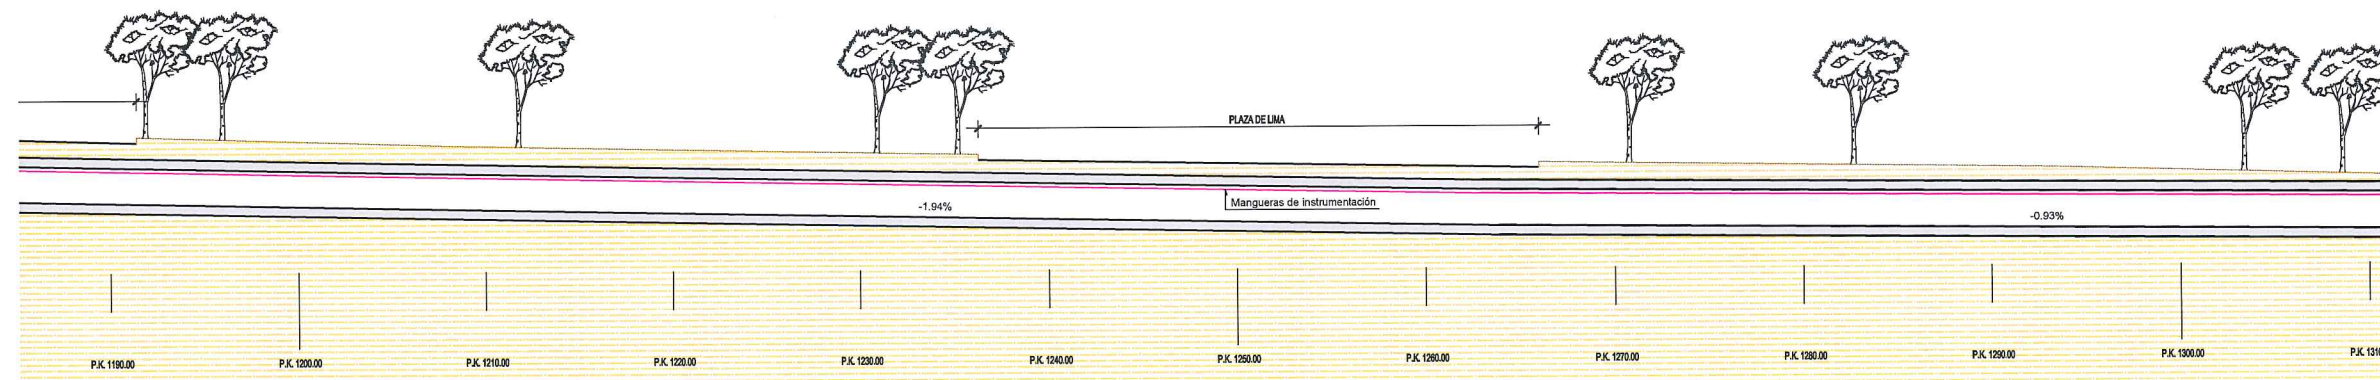 PLAZA DE LIMA
Mangueras de instrumentación
-1.94%
-0.93%
P.K. 1190.00
P.K. 1200.00
P.K. 1210.00
P.K. 1220.00
P.K. 1230.00
P.K. 1240.00
P.K. 1250.00
P.K. 1260.00
P.K. 1270.00
P.K. 1280.00
P.K. 1290.00
P.K. 1300.00
P.K. 1310